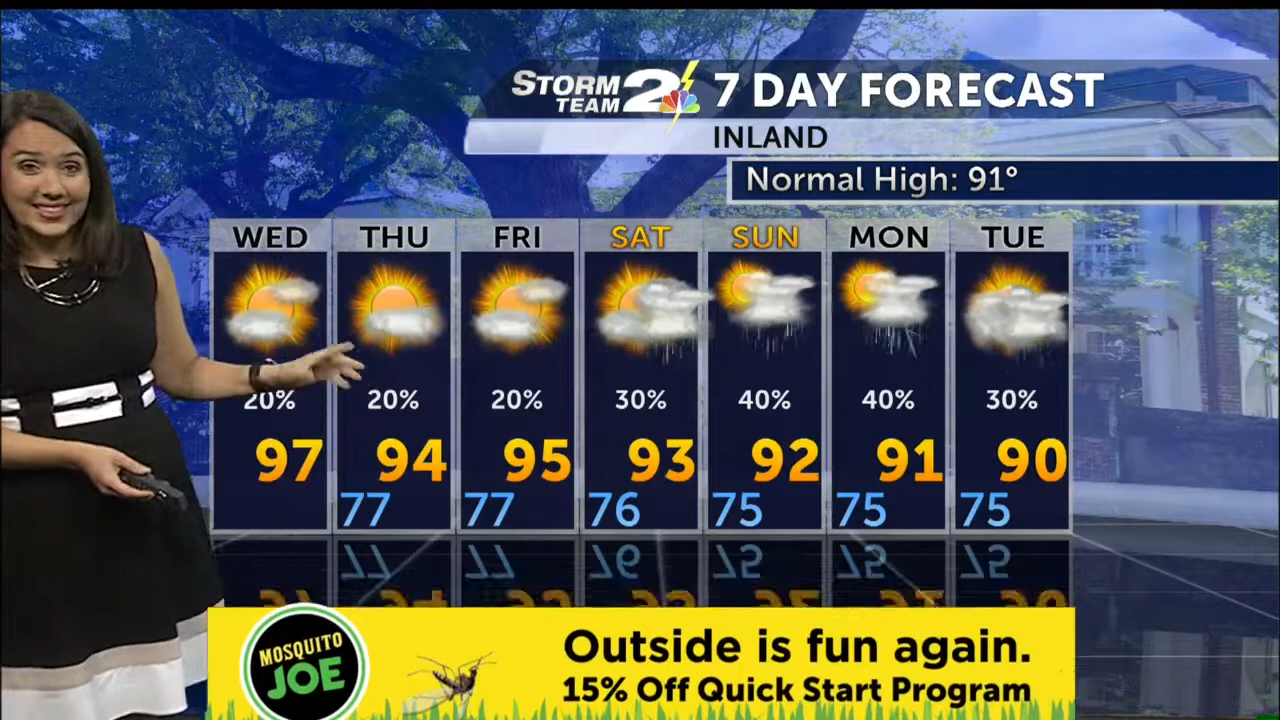 STORM TEAM 2 7 DAY FORECAST
INLAND
Normal High: 91°
WED THU FRI SAT SUN MON TUE
20% 20% 20% 30% 40% 40% 30%
97 94 95 93 92 91 90
77 77 76 75 75 75
MOSQUITO
JOE
Outside is fun again.
15% Off Quick Start Program